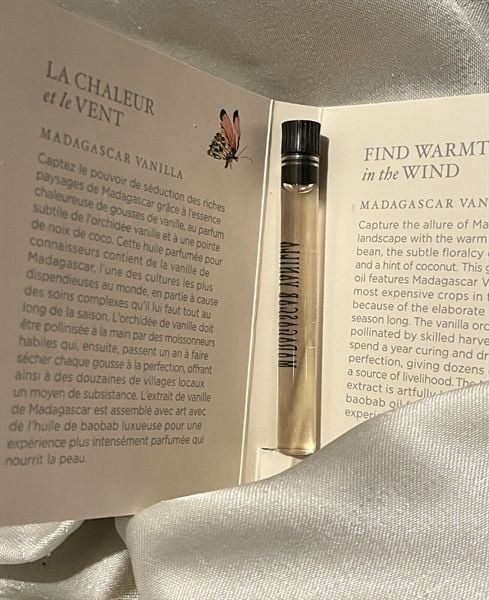 LA CHALEUR
et le VENT
MADAGASCAR VANILLA
Captez le pouvoir de séduction des riches
paysages de Madagascar grâce à l'essence
chaleureuse de gousses de vanille, au parfum
subtile de l'orchidée vanille et à une pointe
de noix de coco. Cette huile parfumée pour
connaisseurs contient de la vanille de
Madagascar, l'une des cultures les plus
dispendieuses au monde, en partie à cause
des soins complexes qu'il lui faut tout au
long de la saison. L'orchidée de vanille doit
être pollinisée à la main par des moissonneurs
habiles qui, ensuite, passent un an à faire
sécher chaque gousse à la perfection, offrant
ainsi à des douzaines de villages locaux
un moyen de subsistance. L'extrait de vanille
de Madagascar est assemblé avec art avec
de l'huile de baobab luxueuse pour une
expérience plus intensément parfumée qui
nourrit la peau.
MADAGASCAR VANILLA
FIND WARMT
in the WIND
MADAGASCAR VAN
Capture the allure of Ma
landscape with the warm
bean, the subtle floralcy
and a hint of coconut. This g
oil features Madagascar V
most expensive crops in t
because of the elaborate
season long. The vanilla orc
pollinated by skilled harve
spend a year curing and dr
perfection, giving dozens
a source of livelihood. The
extract is artfully
baobab oil
experien